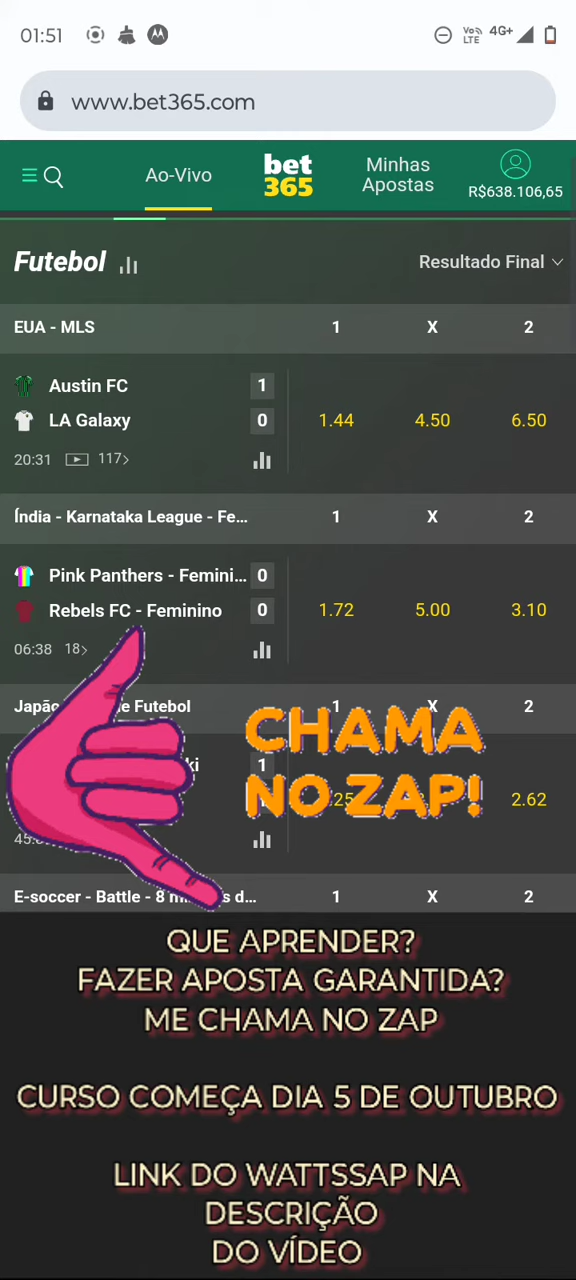 01:51 Vo)) LTE 4G+
www.bet365.com
Ao-Vivo bet365 Minhas Apostas R$638.106,65
Futebol Resultado Final
EUA - MLS 1 X 2
Austin FC 1
LA Galaxy 0 1.44 4.50 6.50
20:31 117>
Índia - Karnataka League - Fe... 1 X 2
Pink Panthers - Femini... 0
Rebels FC - Feminino 0 1.72 5.00 3.10
06:38 18>
Japão e Futebol 1 X 2
ki 1
2.62
CHAMA
NO ZAP!
E-soccer - Battle - 8 m s d... 1 X 2
QUE APRENDER?
FAZER APOSTA GARANTIDA?
ME CHAMA NO ZAP
CURSO COMEÇA DIA 5 DE OUTUBRO
LINK DO WATTSSAP NA
DESCRIÇÃO
DO VÍDEO